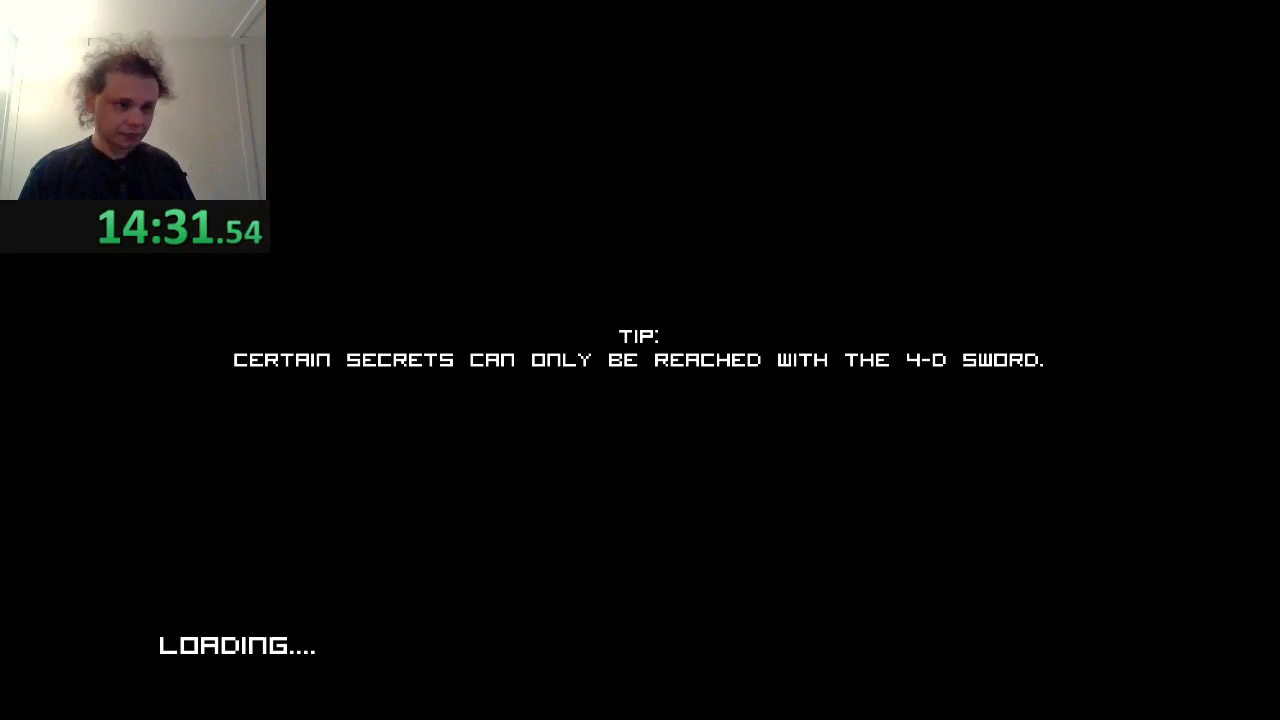 14:31.54
TIP:
CERTAIN SECRETS CAN ONLY BE REACHED WITH THE 4-D SWORD.
LOADING....